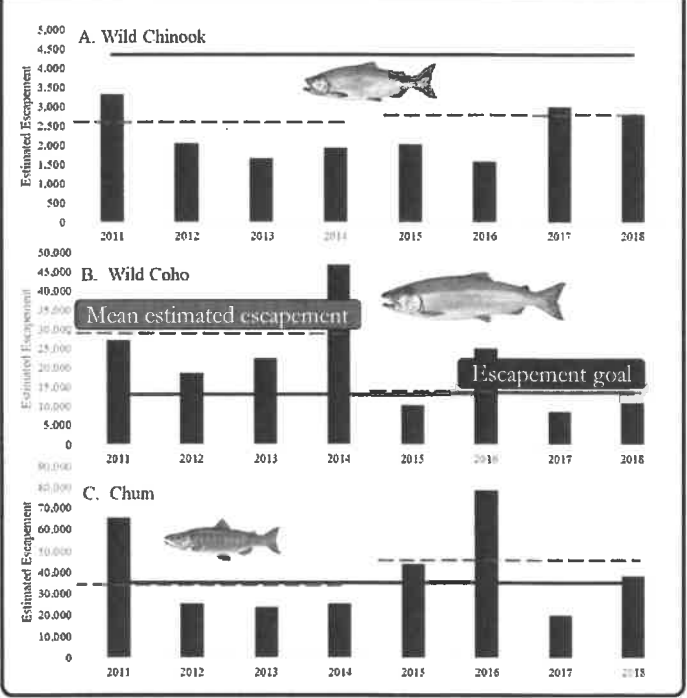 A. Wild Chinook
Estimated Escapement
5,000
4,500
4,000
3,500
3,000
2,500
2,000
1,500
1,000
500
0
2011 2012 2013 2014 2015 2016 2017 2018
B. Wild Coho
Estimated Escapement
50,000
45,000
40,000
35,000
30,000
25,000
20,000
15,000
10,000
5,000
0
Mean estimated escapement
Escapement goal
2011 2012 2013 2014 2015 2016 2017 2018
C. Chum
Estimated Escapement
90,000
80,000
70,000
60,000
50,000
40,000
30,000
20,000
10,000
0
2011 2012 2013 2014 2015 2016 2017 2018